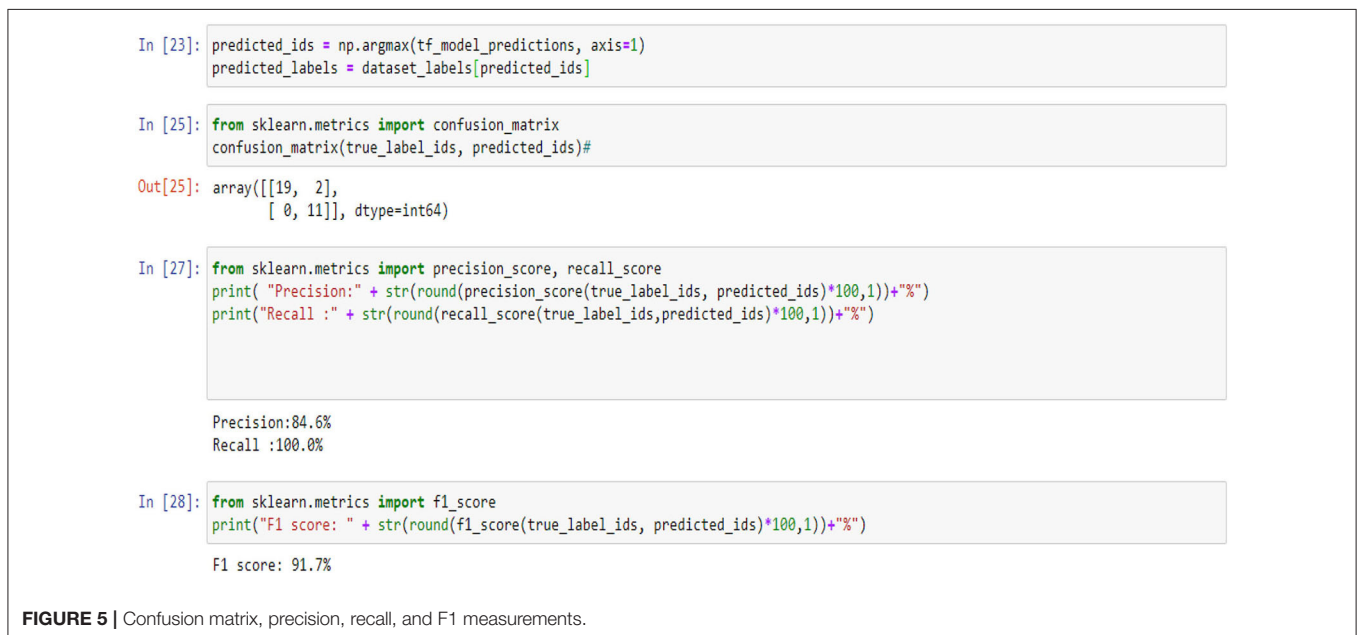 In [23]: predicted_ids = np.argmax(tf_model_predictions, axis=1)
predicted_labels = dataset_labels[predicted_ids]
In [25]: from sklearn.metrics import confusion_matrix
confusion_matrix(true_label_ids, predicted_ids)#
Out[25]: array([[19, 2],
[ 0, 11]], dtype=int64)
In [27]: from sklearn.metrics import precision_score, recall_score
print( "Precision:" + str(round(precision_score(true_label_ids, predicted_ids)*100,1))+"%")
print("Recall :" + str(round(recall_score(true_label_ids,predicted_ids)*100,1))+"%")
Precision:84.6%
Recall :100.0%
In [28]: from sklearn.metrics import f1_score
print("F1 score: " + str(round(f1_score(true_label_ids, predicted_ids)*100,1))+"%")
F1 score: 91.7%
FIGURE 5 | Confusion matrix, precision, recall, and F1 measurements.